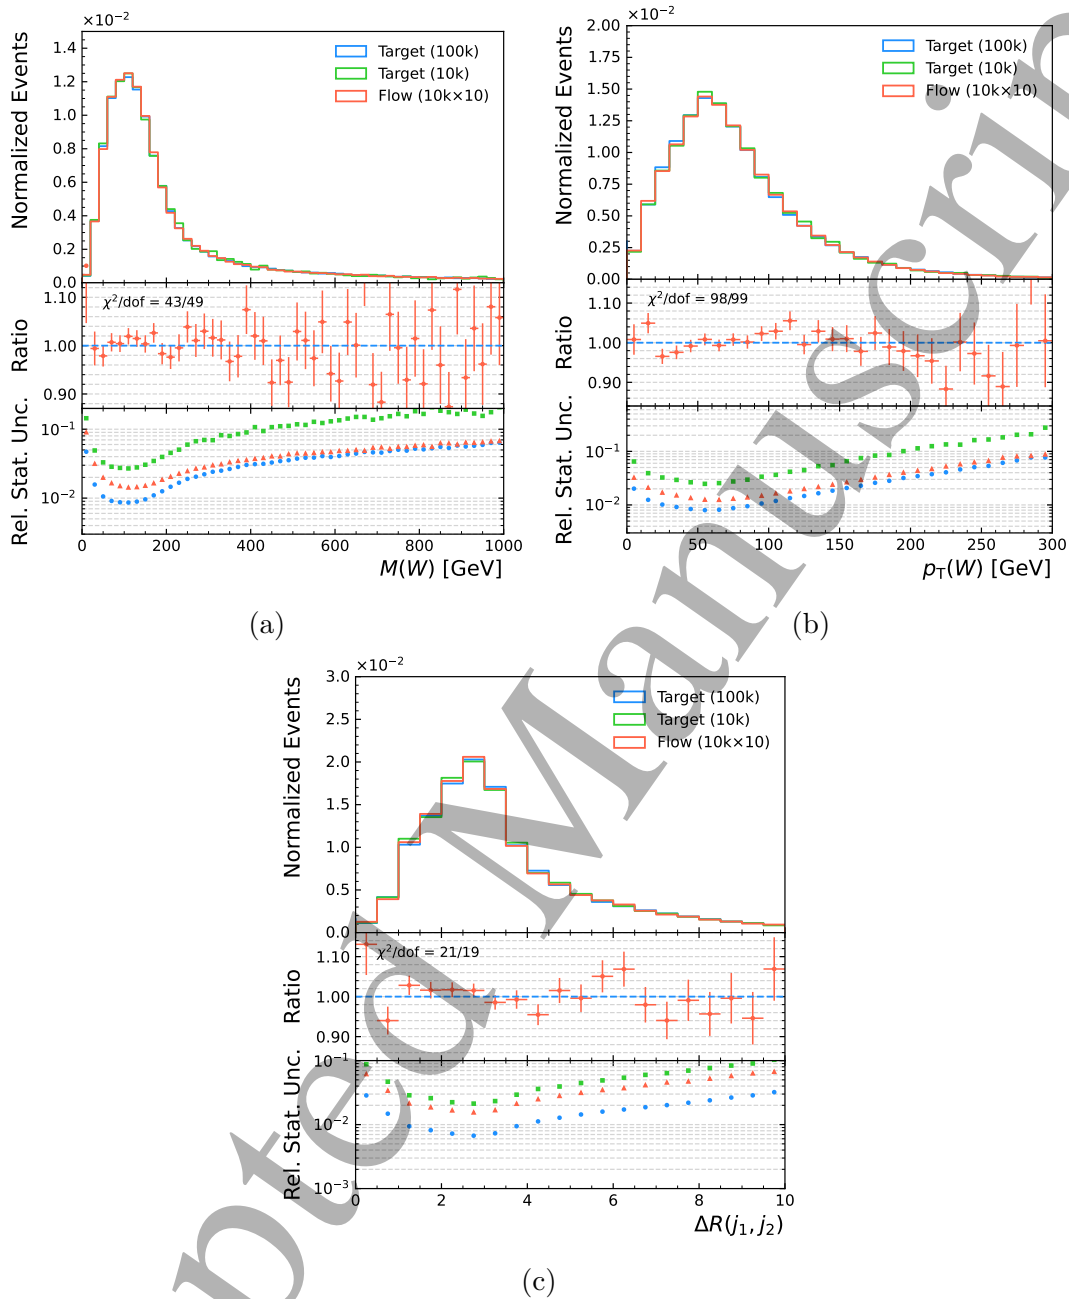 ×10⁻²
Normalized Events
1.4
1.2
1.0
0.8
0.6
0.4
0.2
0.0
Target (100k)
Target (10k)
Flow (10k×10)
Ratio
1.10
1.00
0.90
χ²/dof = 43/49
Rel. Stat. Unc.
10⁻¹
10⁻²
0 200 400 600 800 1000
M(W) [GeV]
(a)
×10⁻²
Normalized Events
2.00
1.75
1.50
1.25
1.00
0.75
0.50
0.25
0.00
Target (100k)
Target (10k)
Flow (10k×10)
Ratio
1.10
1.00
0.90
χ²/dof = 98/99
Rel. Stat. Unc.
10⁻¹
10⁻²
0 50 100 150 200 250 300
p_T(W) [GeV]
(b)
×10⁻²
Normalized Events
3.0
2.5
2.0
1.5
1.0
0.5
0.0
Target (100k)
Target (10k)
Flow (10k×10)
Ratio
1.10
1.00
0.90
χ²/dof = 21/19
Rel. Stat. Unc.
10⁻¹
10⁻²
10⁻³
0 2 4 6 8 10
ΔR(j₁, j₂)
(c)
pted Manuscrip